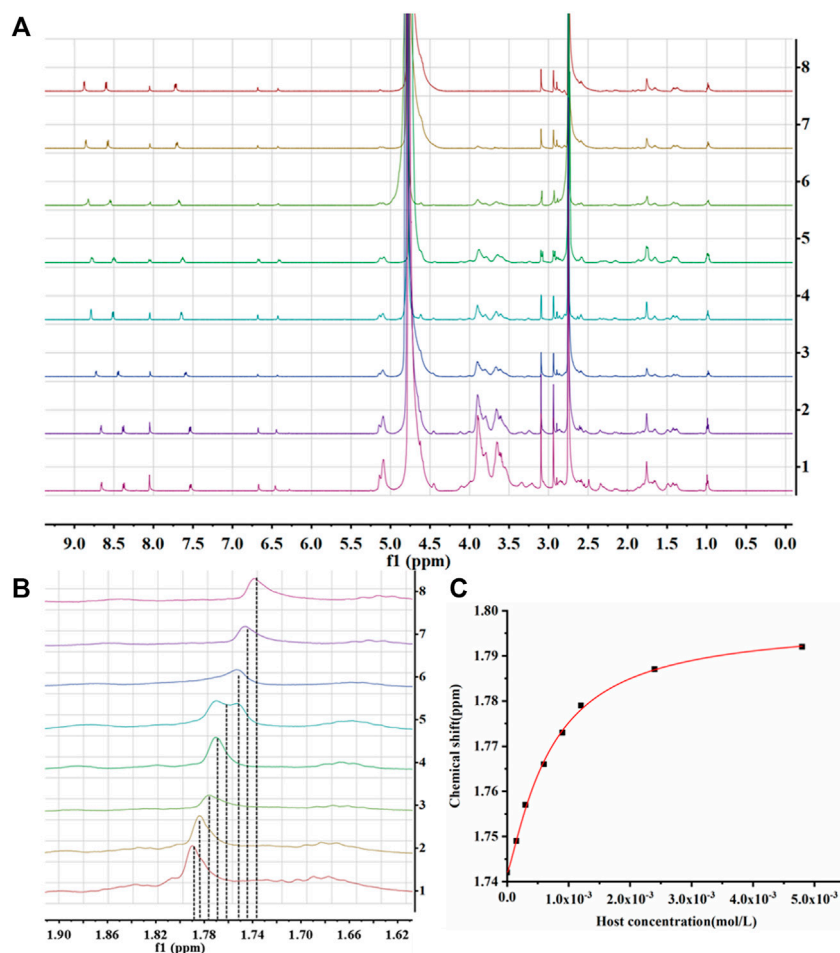 A
8
7
6
5
4
3
2
1
9.0 8.5 8.0 7.5 7.0 6.5 6.0 5.5 5.0 4.5 4.0 3.5 3.0 2.5 2.0 1.5 1.0 0.5 0.0
f1 (ppm)
B
8
7
6
5
4
3
2
1
1.90 1.86 1.82 1.78 1.74 1.70 1.66 1.62
f1 (ppm)
C
Chemical shift(ppm)
1.80
1.79
1.78
1.77
1.76
1.75
1.74
0.0 1.0x10-3 2.0x10-3 3.0x10-3 4.0x10-3 5.0x10-3
Host concentration(mol/L)